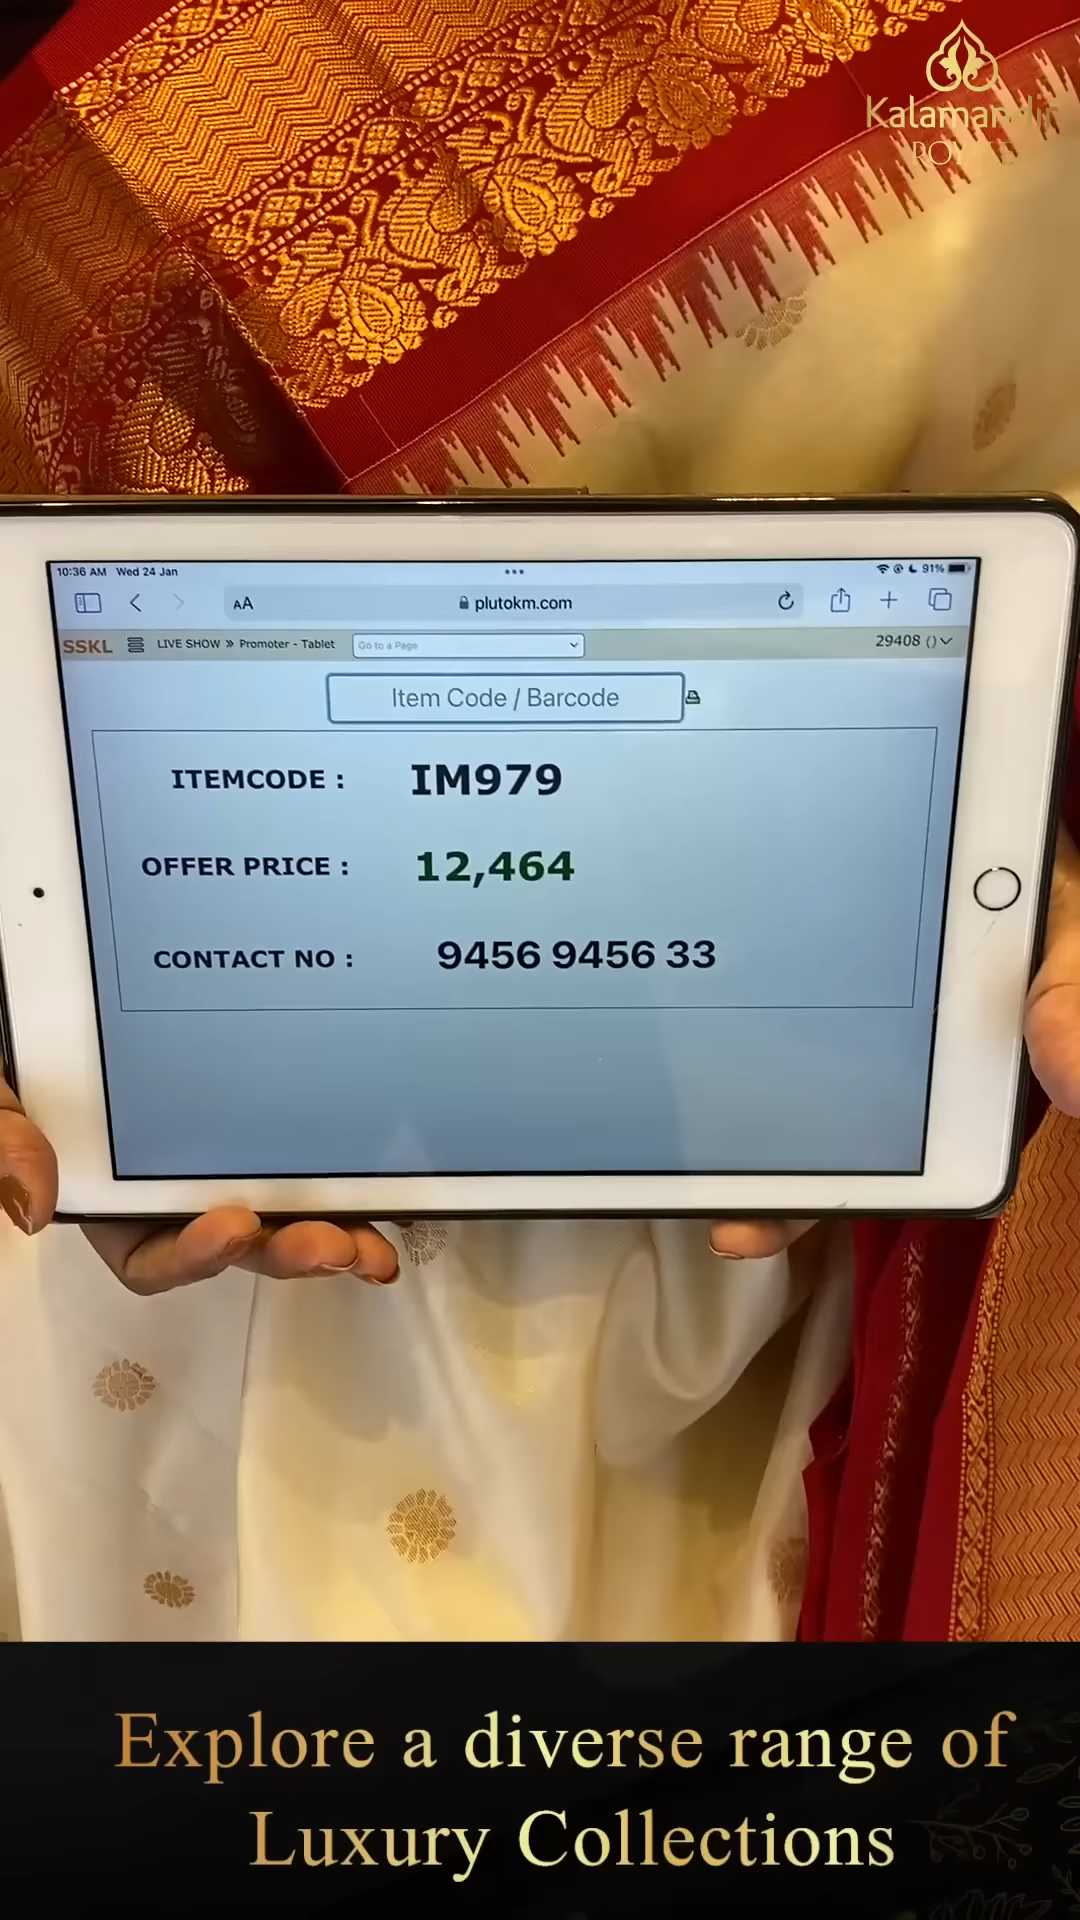 Kalamandir
ROYALE
10:36 AM Wed 24 Jan
91%
AA
plutokm.com
SSKL
LIVE SHOW » Promoter - Tablet
Go to a Page
29408 ()
Item Code / Barcode
ITEMCODE : IM979
OFFER PRICE : 12,464
CONTACT NO : 9456 9456 33
Explore a diverse range of
Luxury Collections